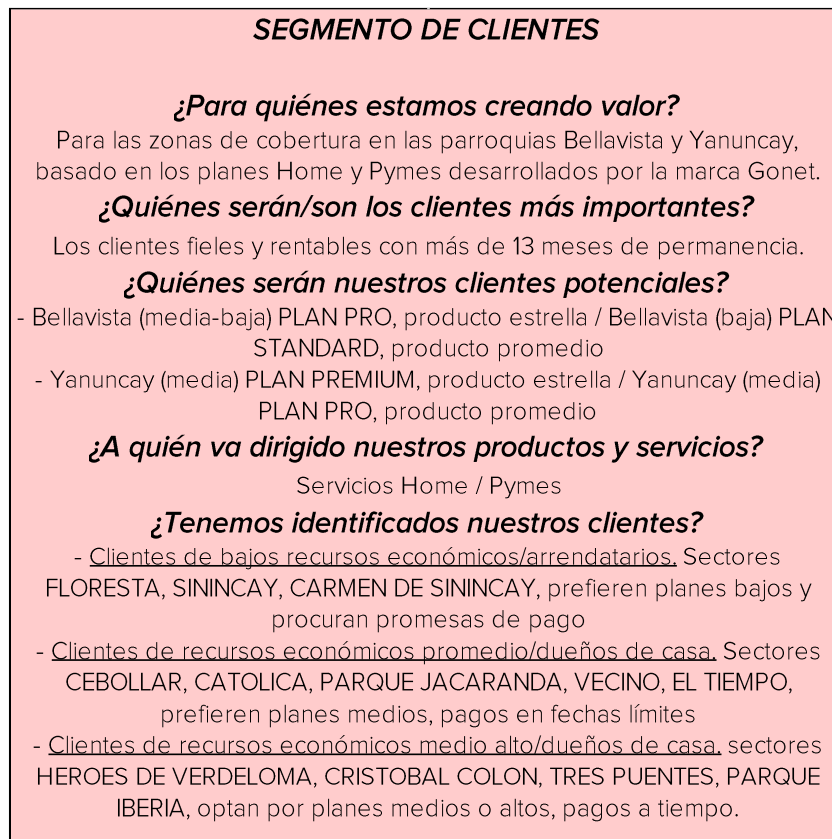 SEGMENTO DE CLIENTES
¿Para quiénes estamos creando valor?
Para las zonas de cobertura en las parroquias Bellavista y Yanuncay,
basado en los planes Home y Pymes desarrollados por la marca Gonet.
¿Quiénes serán/son los clientes más importantes?
Los clientes fieles y rentables con más de 13 meses de permanencia.
¿Quiénes serán nuestros clientes potenciales?
- Bellavista (media-baja) PLAN PRO, producto estrella / Bellavista (baja) PLAN
STANDARD, producto promedio
- Yanuncay (media) PLAN PREMIUM, producto estrella / Yanuncay (media)
PLAN PRO, producto promedio
¿A quién va dirigido nuestros productos y servicios?
Servicios Home / Pymes
¿Tenemos identificados nuestros clientes?
- Clientes de bajos recursos económicos/arrendatarios. Sectores
FLORESTA, SININCAY, CARMEN DE SININCAY, prefieren planes bajos y
procuran promesas de pago
- Clientes de recursos económicos promedio/dueños de casa. Sectores
CEBOLLAR, CATOLICA, PARQUE JACARANDA, VECINO, EL TIEMPO,
prefieren planes medios, pagos en fechas límites
- Clientes de recursos económicos medio alto/dueños de casa. sectores
HEROES DE VERDELOMA, CRISTOBAL COLON, TRES PUENTES, PARQUE
IBERIA, optan por planes medios o altos, pagos a tiempo.